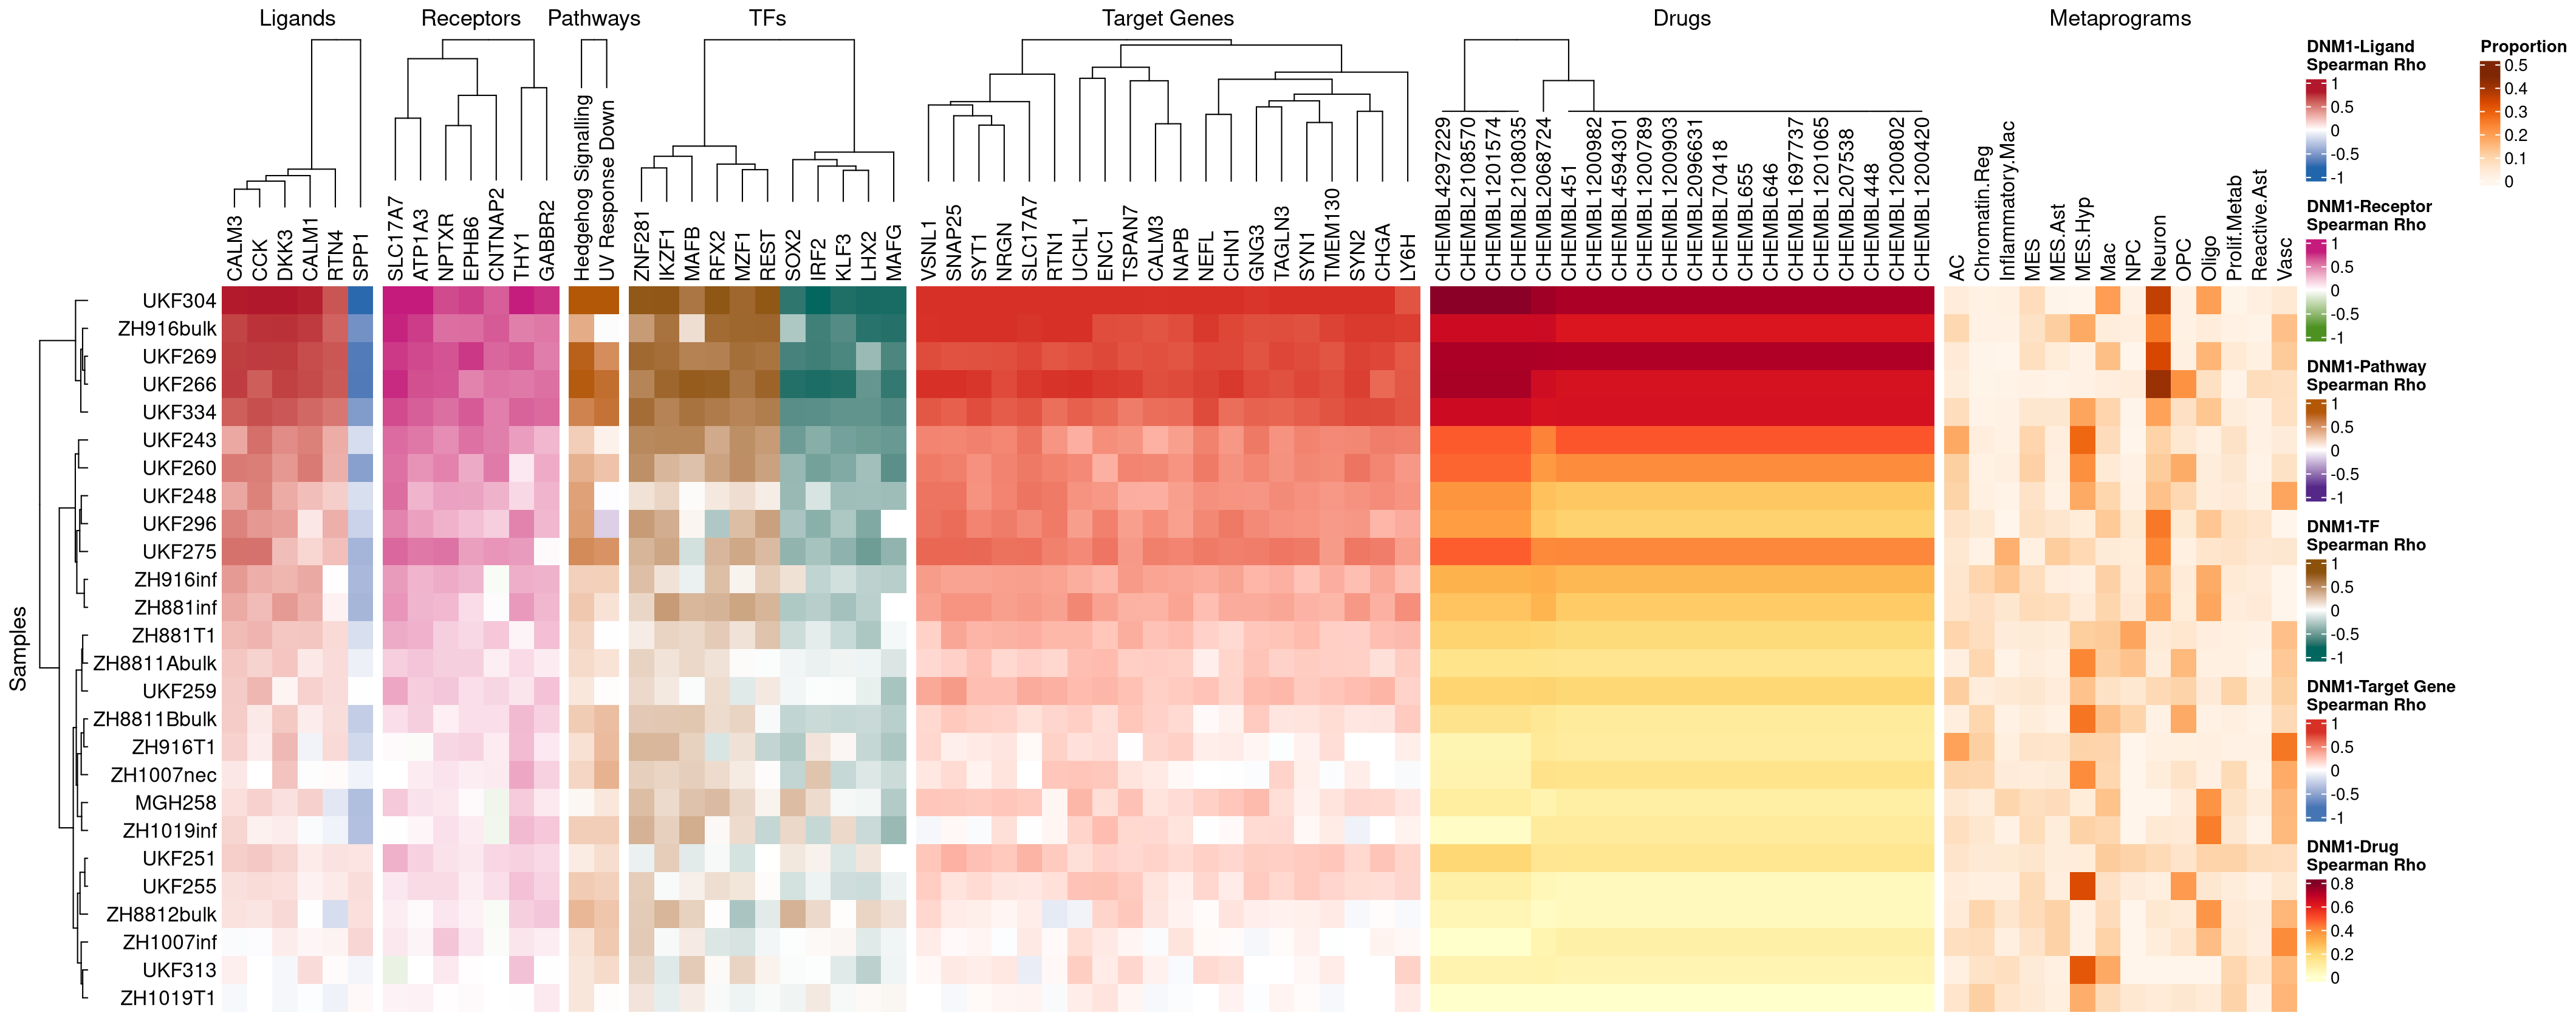 Ligands
Receptors
Pathways
TFs
Target Genes
Drugs
Metaprograms
CALM3
CCK
DKK3
CALM1
RTN4
SPP1
SLC17A7
ATP1A3
NPTXR
EPHB6
CNTNAP2
THY1
GABBR2
Hedgehog Signalling
UV Response Down
ZNF281
IKZF1
MAFB
RFX2
MZF1
REST
SOX2
IRF2
KLF3
LHX2
MAFG
VSNL1
SNAP25
SYT1
NRGN
SLC17A7
RTN1
UCHL1
ENC1
TSPAN7
CALM3
NAPB
NEFL
CHN1
GNG3
TAGLN3
SYN1
TMEM130
SYN2
CHGA
LY6H
CHEMBL4297229
CHEMBL2108570
CHEMBL1201574
CHEMBL2108035
CHEMBL2068724
CHEMBL451
CHEMBL1200982
CHEMBL4594301
CHEMBL1200789
CHEMBL1200903
CHEMBL2096631
CHEMBL70418
CHEMBL655
CHEMBL646
CHEMBL1697737
CHEMBL1201065
CHEMBL207538
CHEMBL448
CHEMBL1200802
CHEMBL1200420
AC
Chromatin.Reg
Inflammatory.Mac
MES
MES.Ast
MES.Hyp
Mac
NPC
Neuron
OPC
Oligo
Prolif.Metab
Reactive.Ast
Vasc
Samples
UKF304
ZH916bulk
UKF269
UKF266
UKF334
UKF243
UKF260
UKF248
UKF296
UKF275
ZH916inf
ZH881inf
ZH881T1
ZH8811Abulk
UKF259
ZH8811Bbulk
ZH916T1
ZH1007nec
MGH258
ZH1019inf
UKF251
UKF255
ZH8812bulk
ZH1007inf
UKF313
ZH1019T1
DNM1-Ligand
Spearman Rho
1
0.5
0
-0.5
-1
DNM1-Receptor
Spearman Rho
1
0.5
0
-0.5
-1
DNM1-Pathway
Spearman Rho
1
0.5
0
-0.5
-1
DNM1-TF
Spearman Rho
1
0.5
0
-0.5
-1
DNM1-Target Gene
Spearman Rho
1
0.5
0
-0.5
-1
DNM1-Drug
Spearman Rho
0.8
0.6
0.4
0.2
0
Proportion
0.5
0.4
0.3
0.2
0.1
0